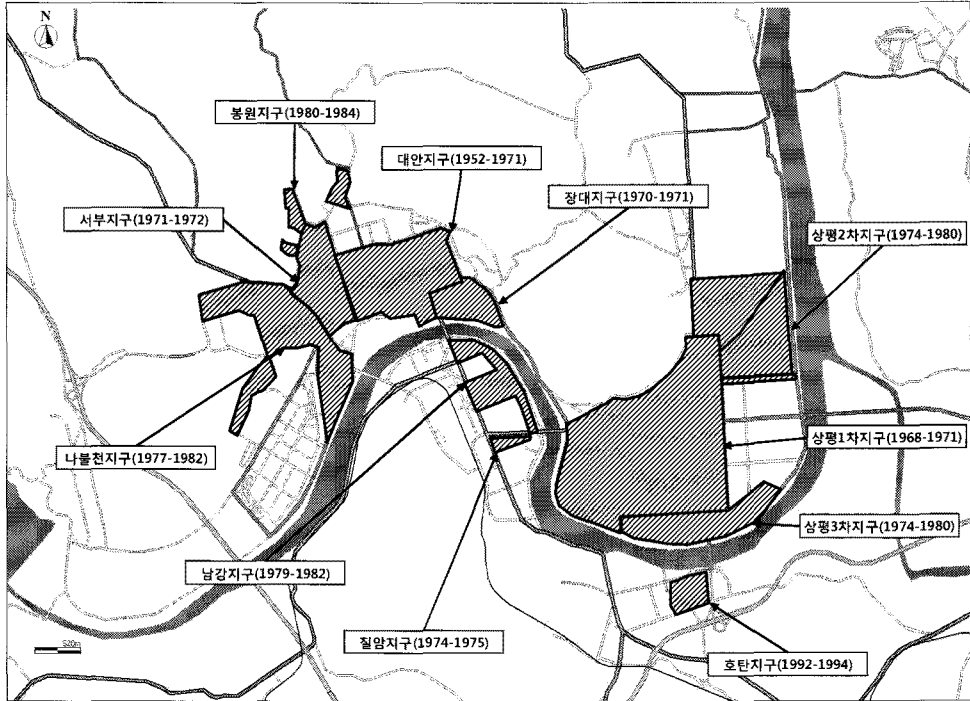 N
봉원지구(1980-1984)
대안지구(1952-1971)
장대지구(1970-1971)
서부지구(1971-1972)
상평2차지구(1974-1980)
상평1차지구(1968-1971)
나불천지구(1977-1982)
상평3차지구(1974-1980)
남강지구(1979-1982)
칠암지구(1974-1975)
호탄지구(1992-1994)
520m